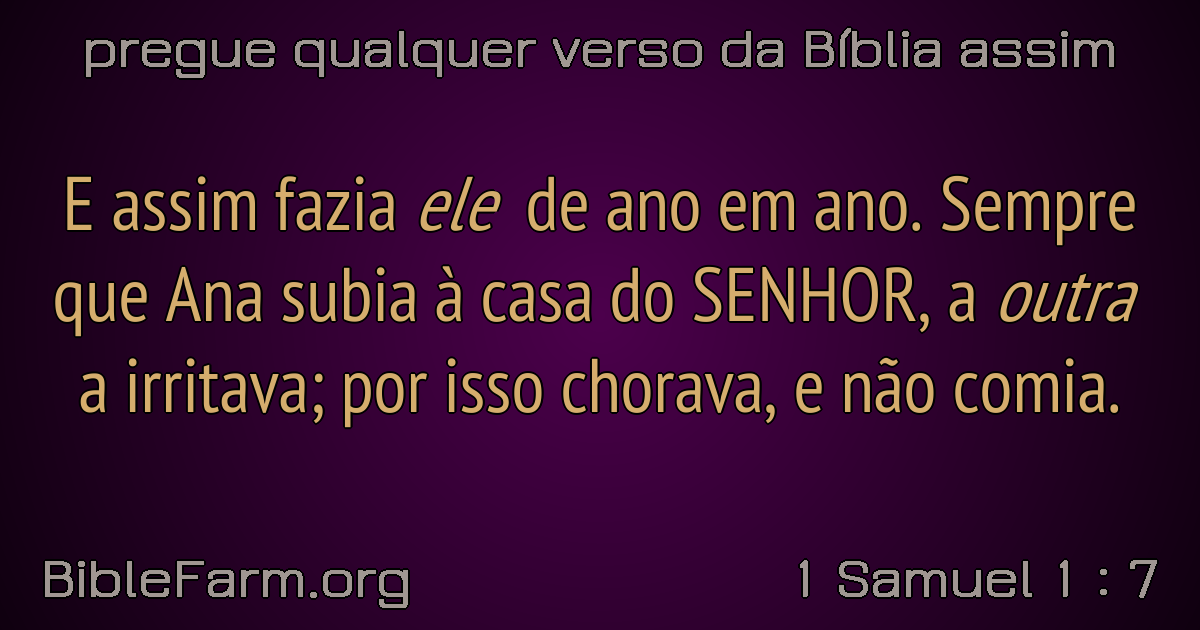 pregue qualquer verso da Bíblia assim
E assim fazia ele de ano em ano. Sempre
que Ana subia à casa do SENHOR, a outra
a irritava; por isso chorava, e não comia.
BibleFarm.org
1 Samuel 1 : 7